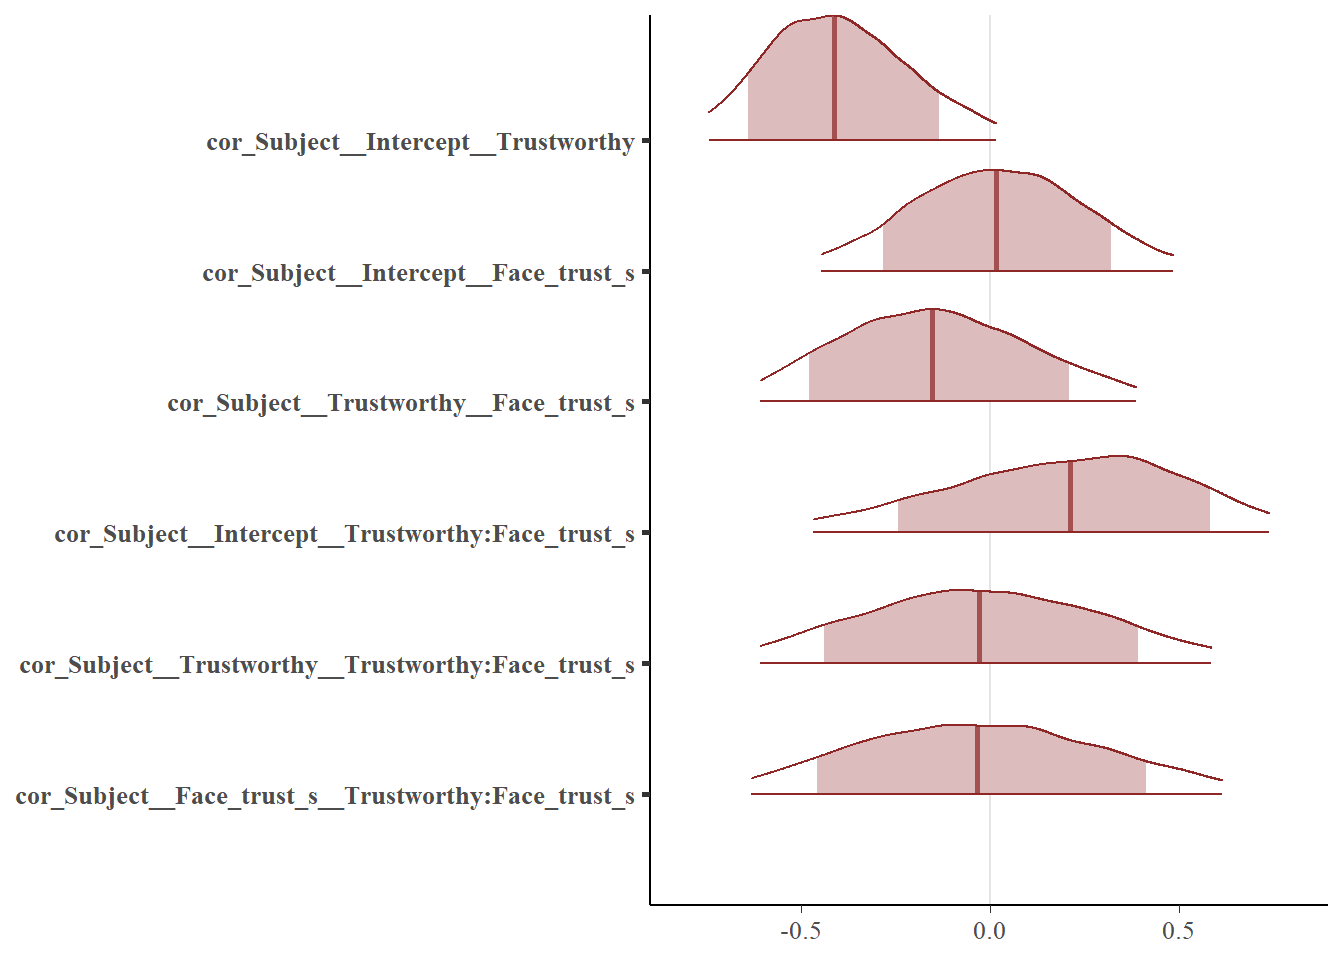 cor_Subject__Intercept__Trustworthy
cor_Subject__Intercept__Face_trust_s
cor_Subject__Trustworthy__Face_trust_s
cor_Subject__Intercept__Trustworthy:Face_trust_s
cor_Subject__Trustworthy__Trustworthy:Face_trust_s
cor_Subject__Face_trust_s__Trustworthy:Face_trust_s
-0.5 0.0 0.5